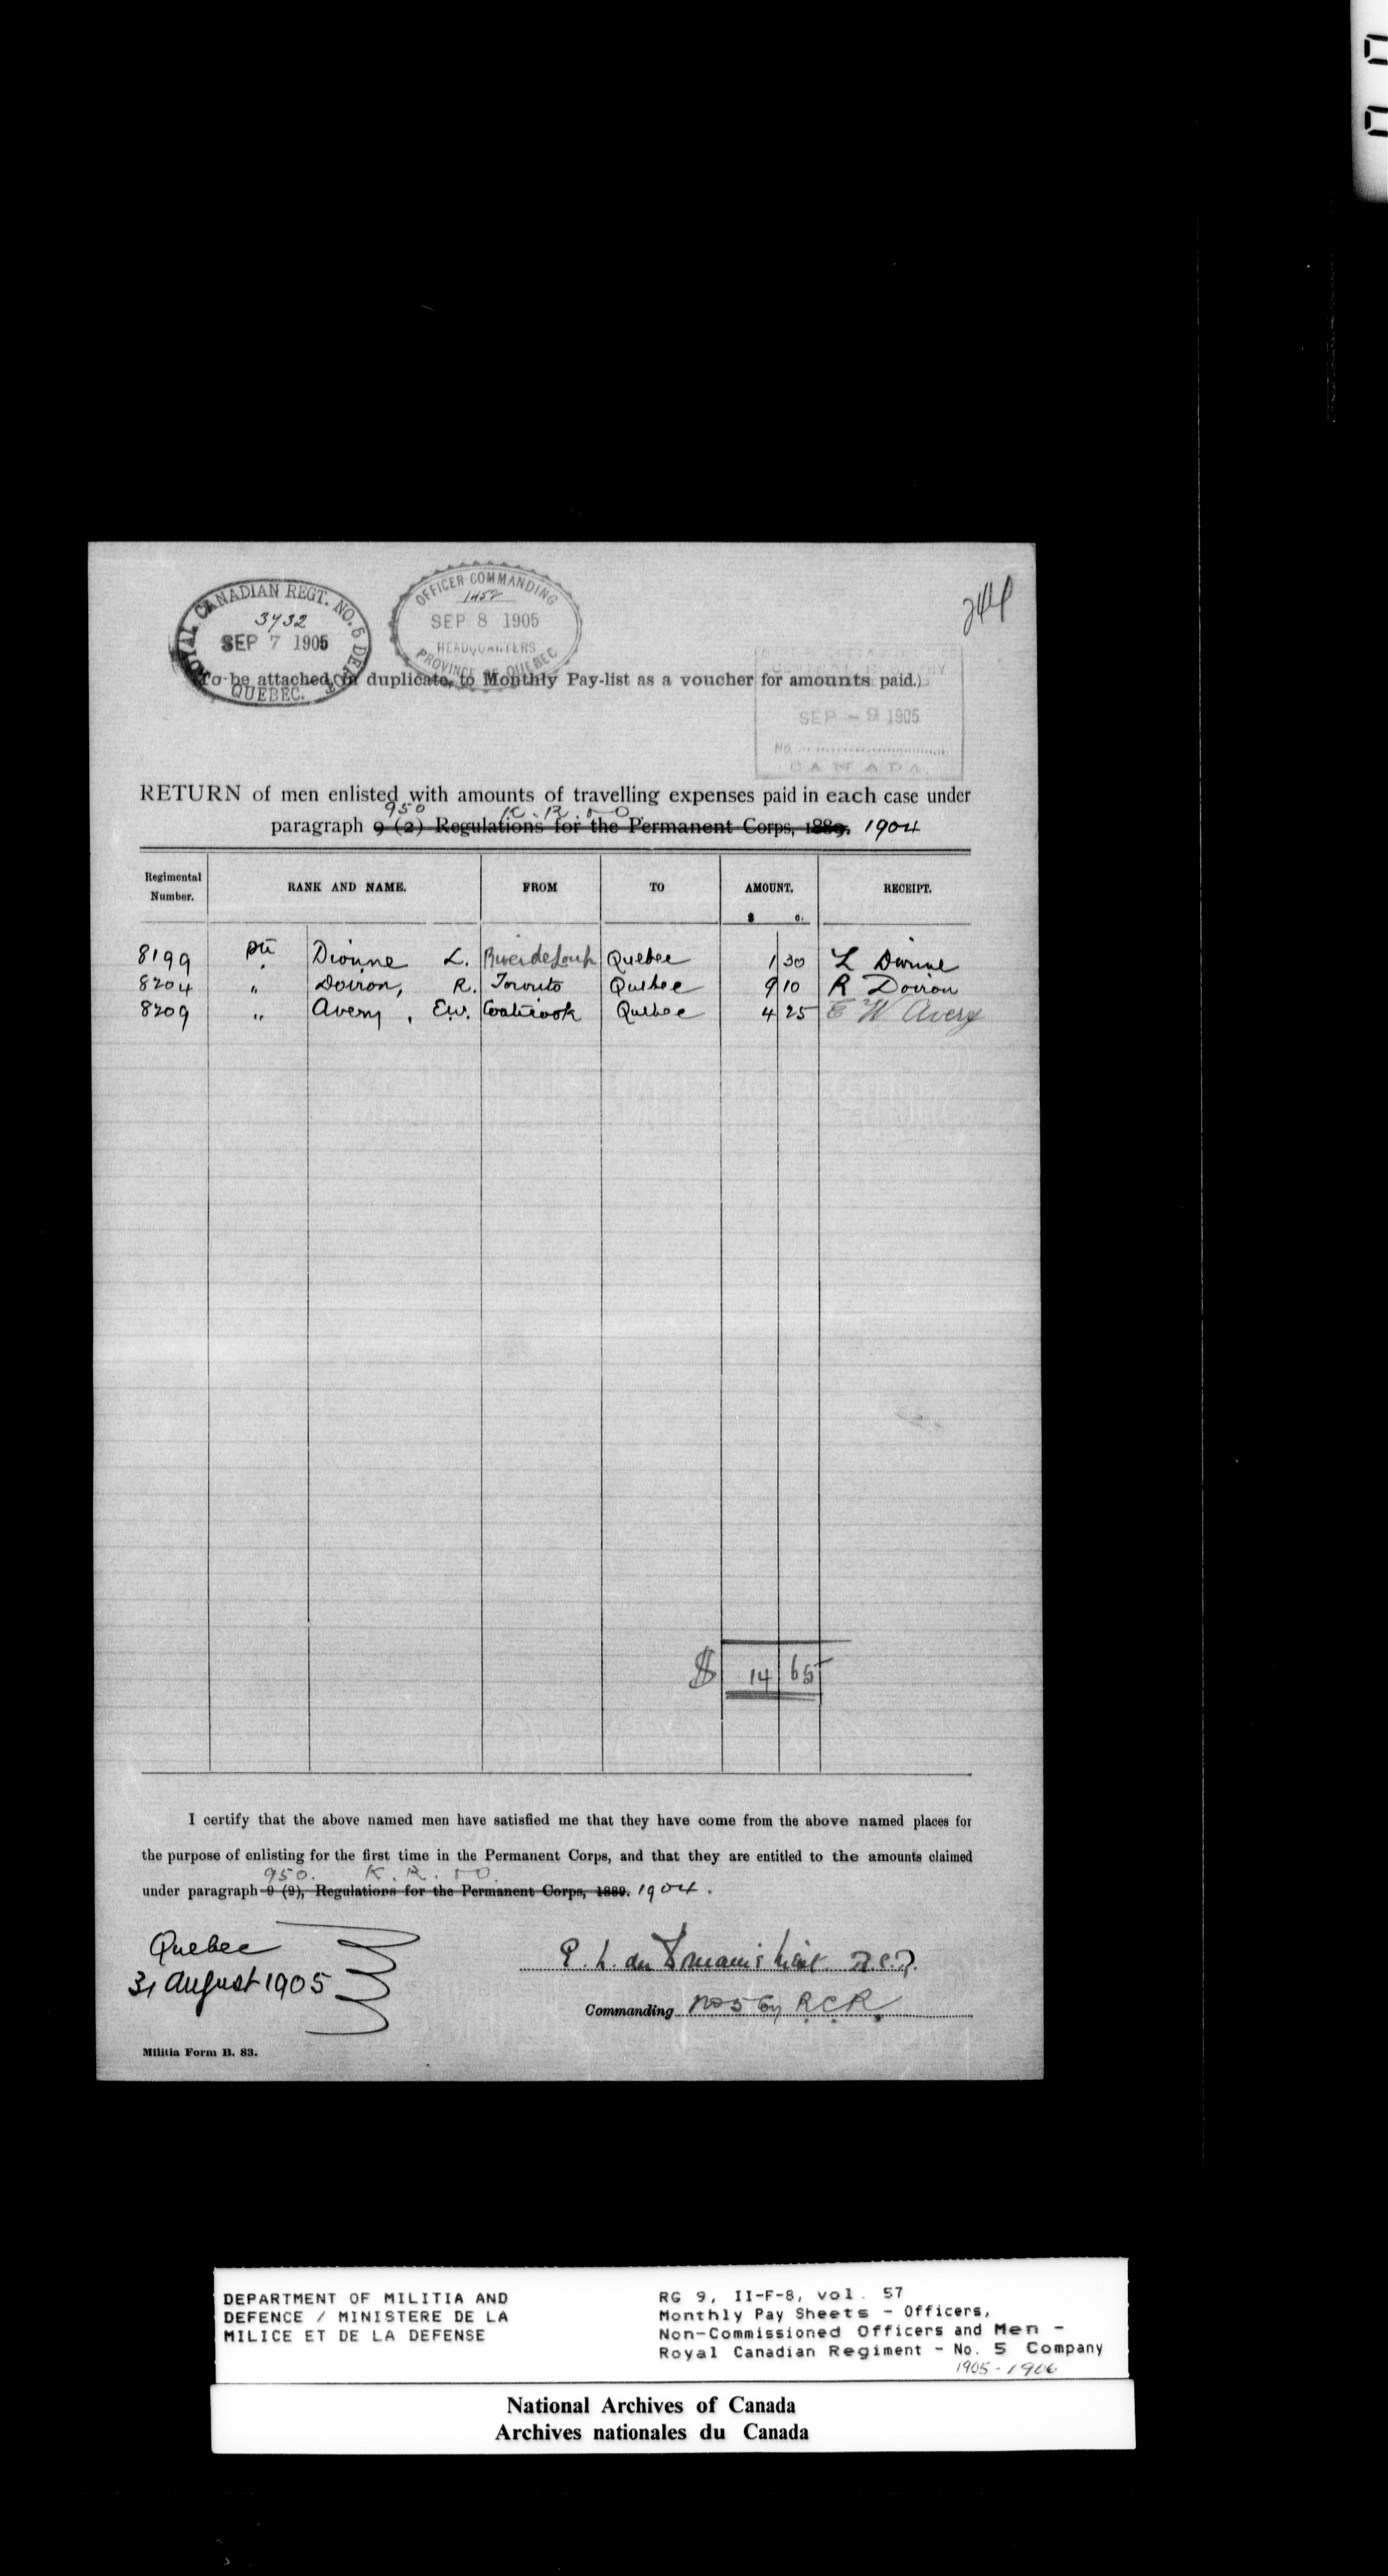 ROYAL CANADIAN REGT. NO. 5 DEPOT
3432
SEP 7 1905
QUEBEC.
OFFICER COMMANDING
SEP 8 1905
HEADQUARTERS
PROVINCE OF QUEBEC
(To be attached, in duplicate, to Monthly Pay-list as a voucher for amounts paid.)
SEP - 9 1905
No.
CANADA.
RETURN of men enlisted with amounts of travelling expenses paid in each case under
950 K. R. & O.
paragraph 9 (2) Regulations for the Permanent Corps, 1889. 1904
Regimental Number. RANK AND NAME. FROM TO AMOUNT. RECEIPT.
$ c.
8199 Pte Dionne L. Riviere de Loup Quebec 1 30 L Dionne
8204 " Doiron, R. Toronto Quebec 9 10 R Doiron
8209 " Avery, E.W. Coaticook Quebec 4 25 E W Avery
$ 14 65
I certify that the above named men have satisfied me that they have come from the above named places for
the purpose of enlisting for the first time in the Permanent Corps, and that they are entitled to the amounts claimed
950. K. R. & O.
under paragraph 9 (2), Regulations for the Permanent Corps, 1889. 1904.
Quebec
31 August 1905
Commanding No 5 Coy R.C.R.
Militia Form B. 83.
DEPARTMENT OF MILITIA AND
DEFENCE / MINISTERE DE LA
MILICE ET DE LA DEFENSE
RG 9, II-F-8, vol. 57
Monthly Pay Sheets - Officers,
Non-Commissioned Officers and Men -
Royal Canadian Regiment - No. 5 Company
1905-1906
National Archives of Canada
Archives nationales du Canada